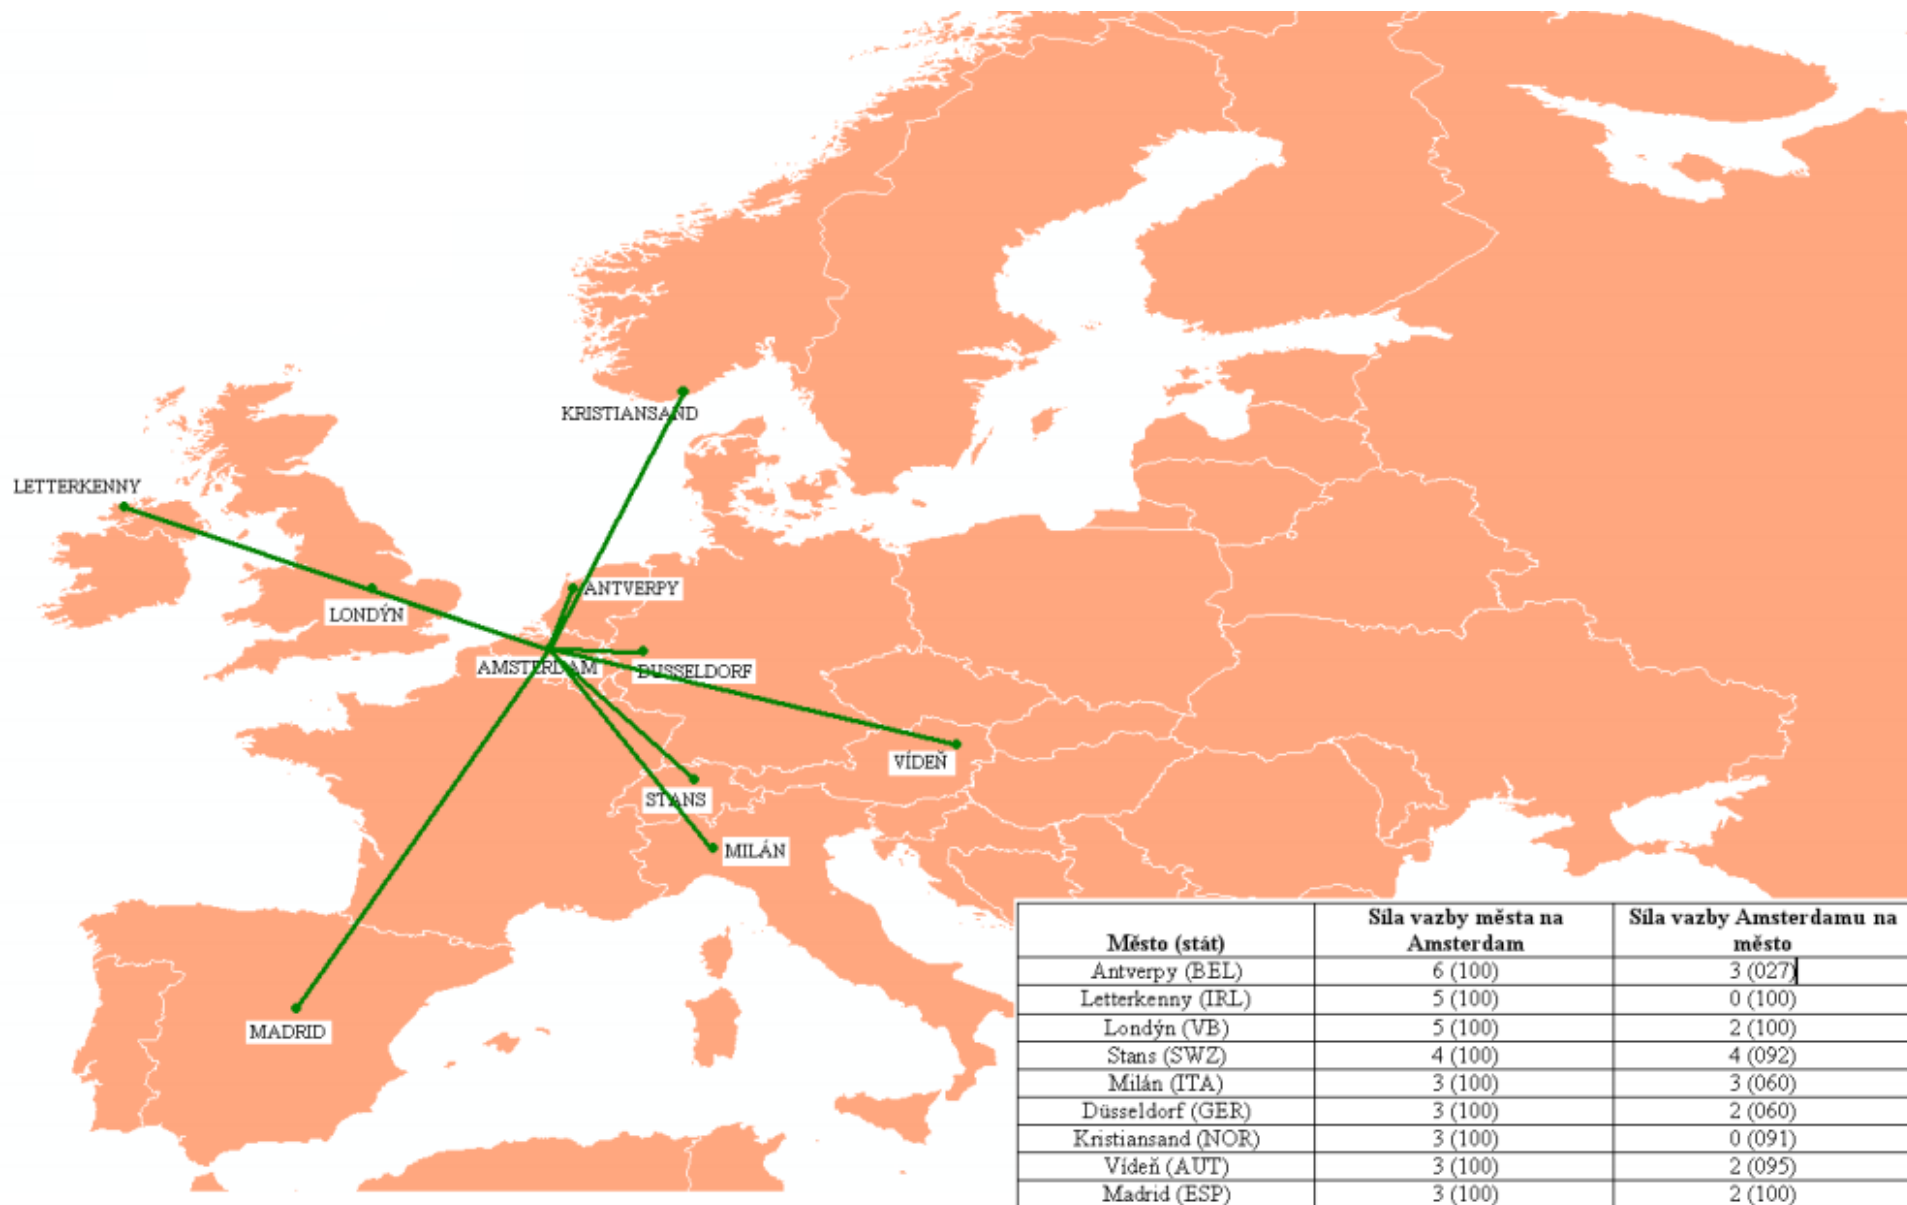 KRISTIANSAND
LETTERKENNY
ANTVERPY
LONDÝN
AMSTERDAM
DUSSELDORF
VÍDEŇ
STANS
MILÁN
MADRID
Město (stát) Síla vazby města na Amsterdam Síla vazby Amsterdamu na město
Antverpy (BEL) 6 (100) 3 (027)
Letterkenny (IRL) 5 (100) 0 (100)
Londýn (VB) 5 (100) 2 (100)
Stans (SWZ) 4 (100) 4 (092)
Milán (ITA) 3 (100) 3 (060)
Düsseldorf (GER) 3 (100) 2 (060)
Kristiansand (NOR) 3 (100) 0 (091)
Vídeň (AUT) 3 (100) 2 (095)
Madrid (ESP) 3 (100) 2 (100)